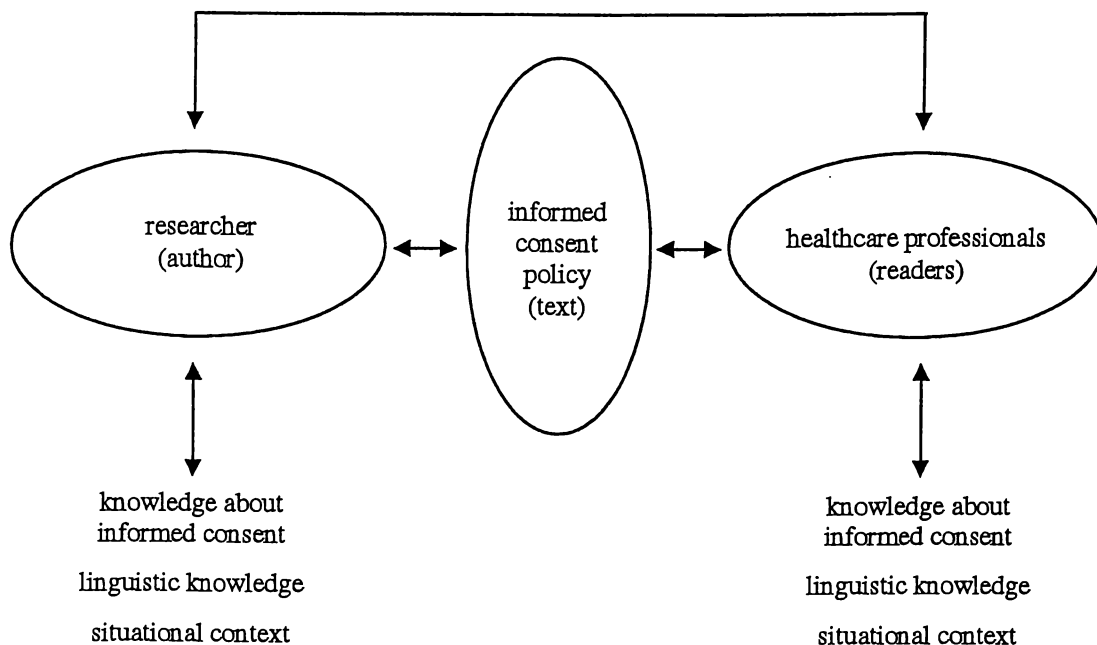 researcher
(author)
informed
consent
policy
(text)
healthcare professionals
(readers)
knowledge about
informed consent
linguistic knowledge
situational context
knowledge about
informed consent
linguistic knowledge
situational context